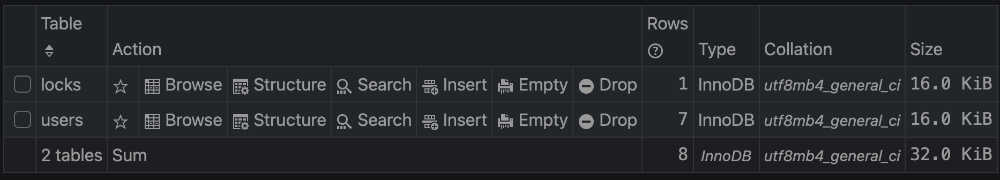 Table Action Rows Type Collation Size
locks Browse Structure Search Insert Empty Drop 1 InnoDB utf8mb4_general_ci 16.0 KiB
users Browse Structure Search Insert Empty Drop 7 InnoDB utf8mb4_general_ci 16.0 KiB
2 tables Sum 8 InnoDB utf8mb4_general_ci 32.0 KiB